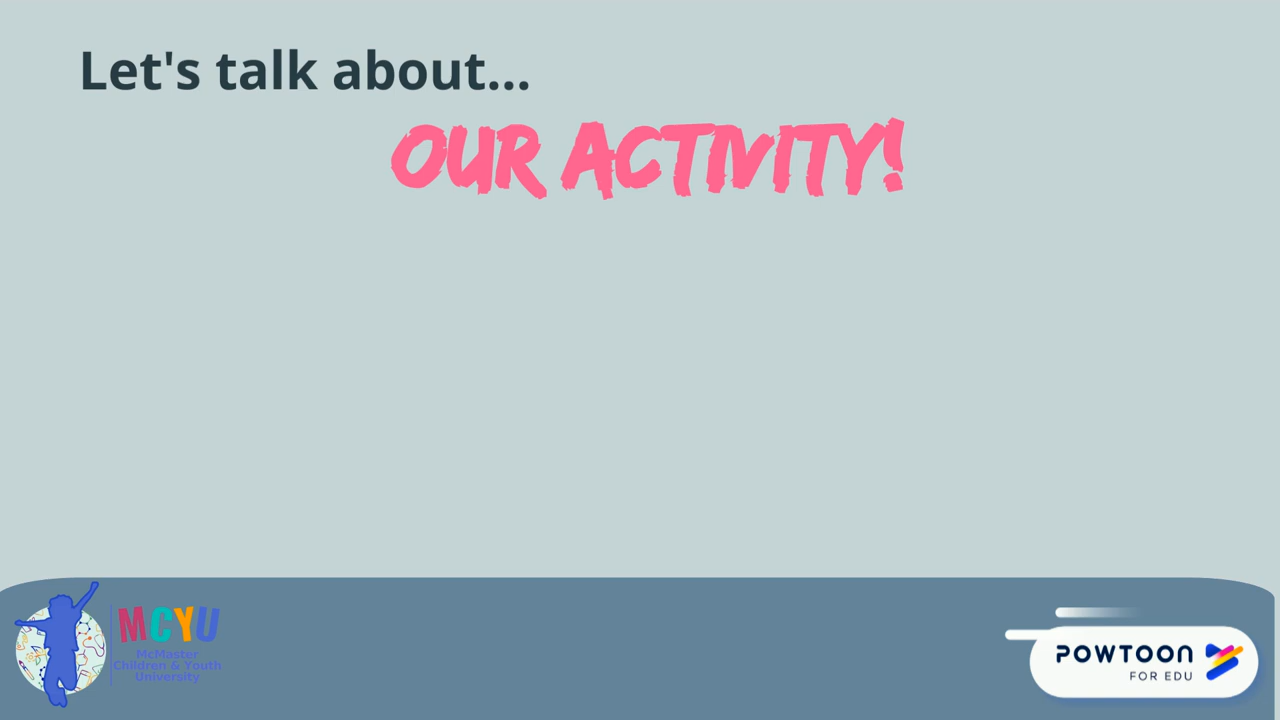 Let's talk about...
OUR ACTIVITY!
MCYU
McMaster
Children & Youth
University
POWTOON
FOR EDU